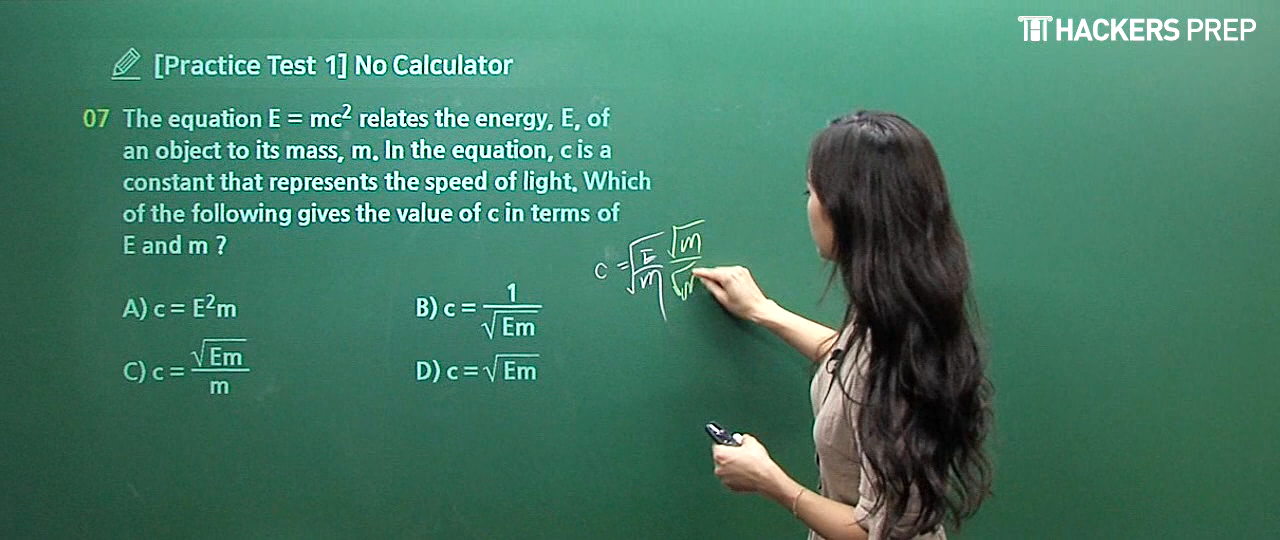 HACKERS PREP
[Practice Test 1] No Calculator
07 The equation E = mc² relates the energy, E, of
an object to its mass, m. In the equation, c is a
constant that represents the speed of light. Which
of the following gives the value of c in terms of
E and m ?
c = √(E/m) √m/√m
A) c = E²m
B) c = 1/√Em
C) c = √Em/m
D) c = √Em